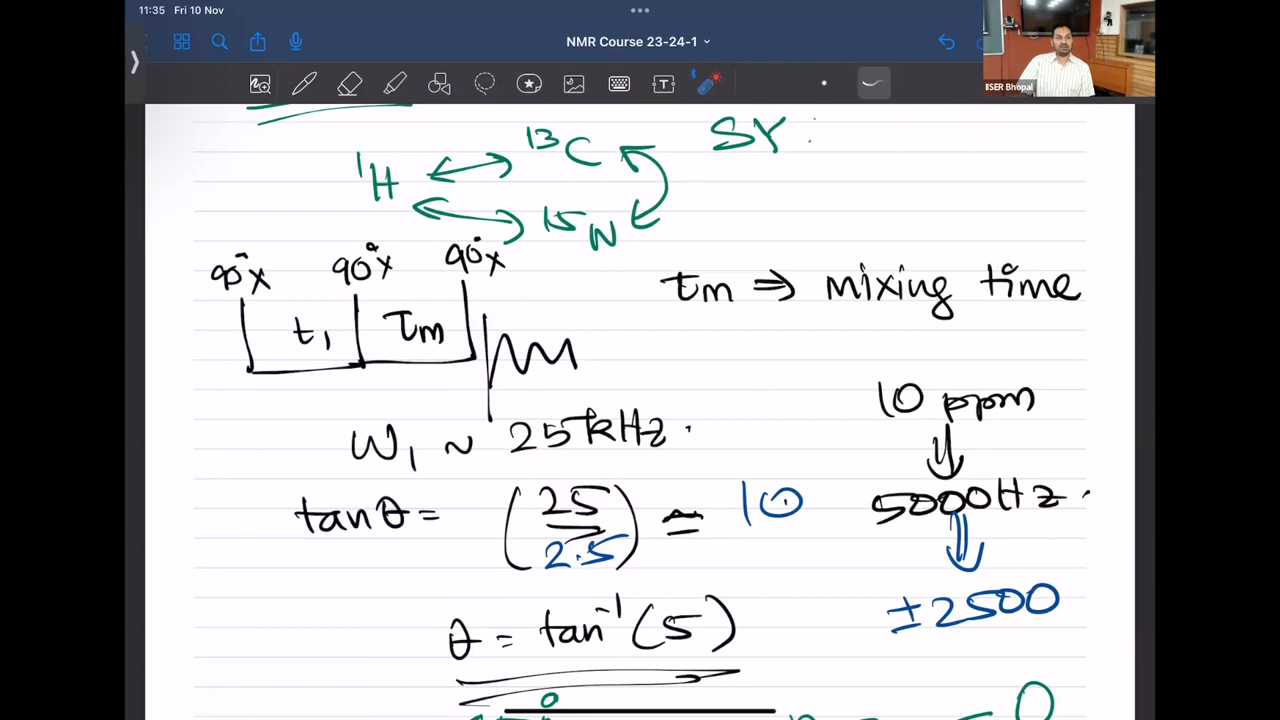 11:35 Fri 10 Nov
NMR Course 23-24-1
IISER Bhopal
13C SY :
1H
15N
90°x 90°x 90°x
t1 τm
τm ⇒ mixing time
10 ppm
W1 ~ 25kHz.
5000Hz.
tanθ = (25/2.5) ≃ 10
±2500
θ = tan⁻¹(5)